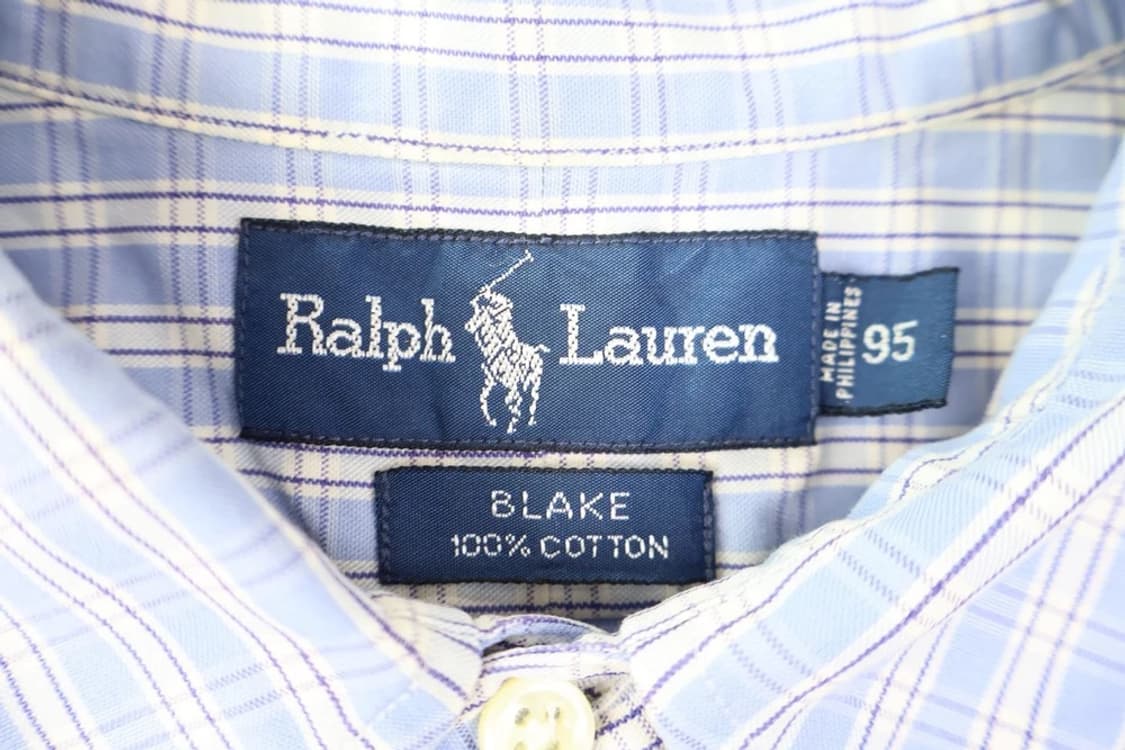 Ralph Lauren
MADE IN
PHILIPPINES
95
BLAKE
100% COTTON